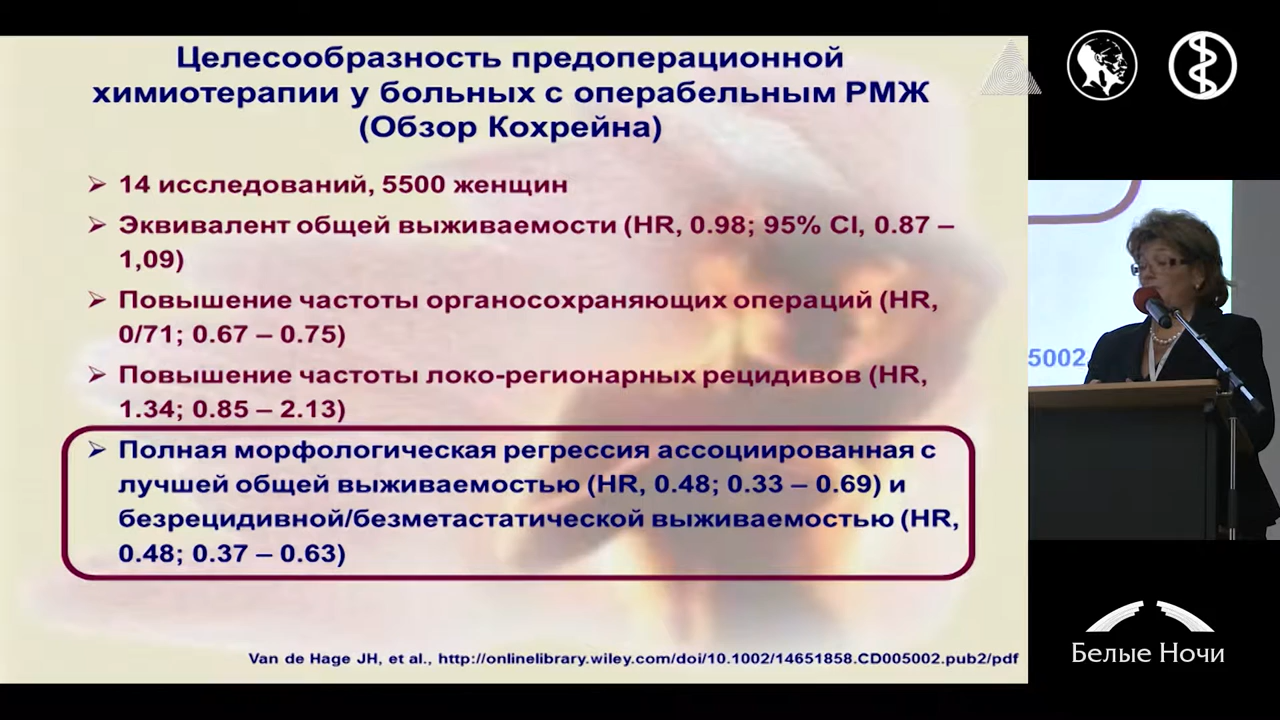 Целесообразность предоперационной
химиотерапии у больных с операбельным РМЖ
(Обзор Кохрейна)
14 исследований, 5500 женщин
Эквивалент общей выживаемости (HR, 0.98; 95% CI, 0.87 –
1,09)
Повышение частоты органосохраняющих операций (HR,
0/71; 0.67 – 0.75)
Повышение частоты локо-регионарных рецидивов (HR,
1.34; 0.85 – 2.13)
Полная морфологическая регрессия ассоциированная с
лучшей общей выживаемостью (HR, 0.48; 0.33 – 0.69) и
безрецидивной/безметастатической выживаемостью (HR,
0.48; 0.37 – 0.63)
Van de Hage JH, et al., http://onlinelibrary.wiley.com/doi/10.1002/14651858.CD005002.pub2/pdf
5002
Белые Ночи